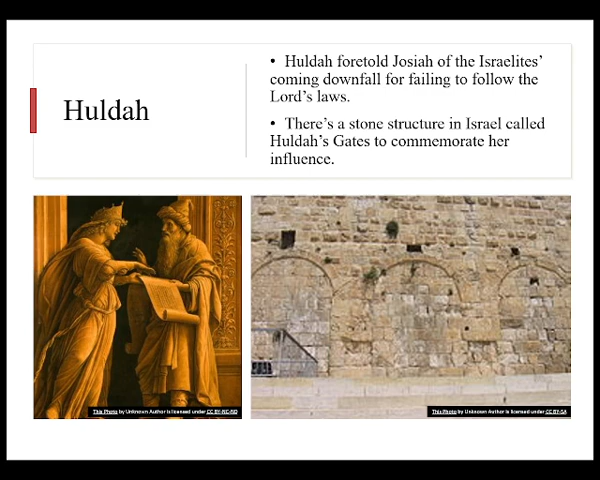 Huldah
• Huldah foretold Josiah of the Israelites’
coming downfall for failing to follow the
Lord’s laws.
• There’s a stone structure in Israel called
Huldah’s Gates to commemorate her
influence.
This Photo by Unknown Author is licensed under CC BY-NC-ND
This Photo by Unknown Author is licensed under CC BY-SA